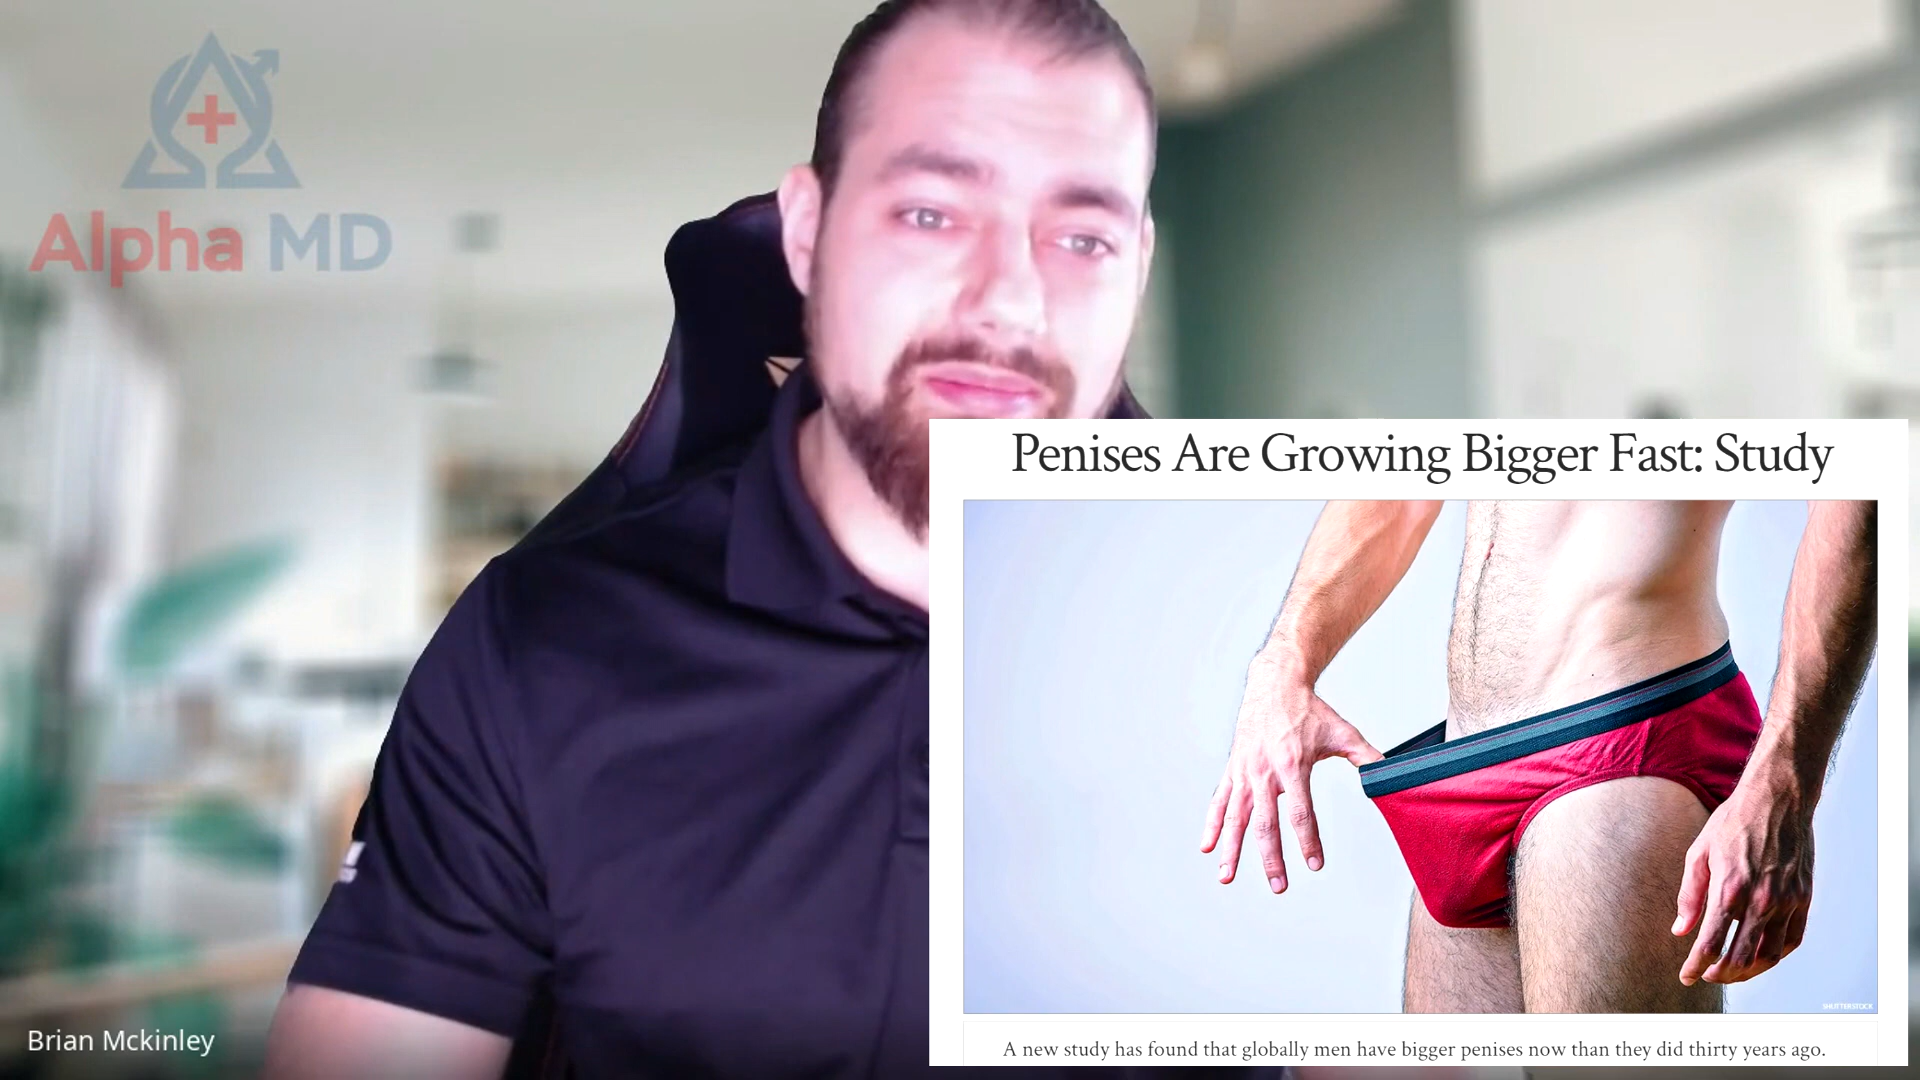 Alpha MD
Penises Are Growing Bigger Fast: Study
SHUTTERSTOCK
A new study has found that globally men have bigger penises now than they did thirty years ago.
Brian Mckinley